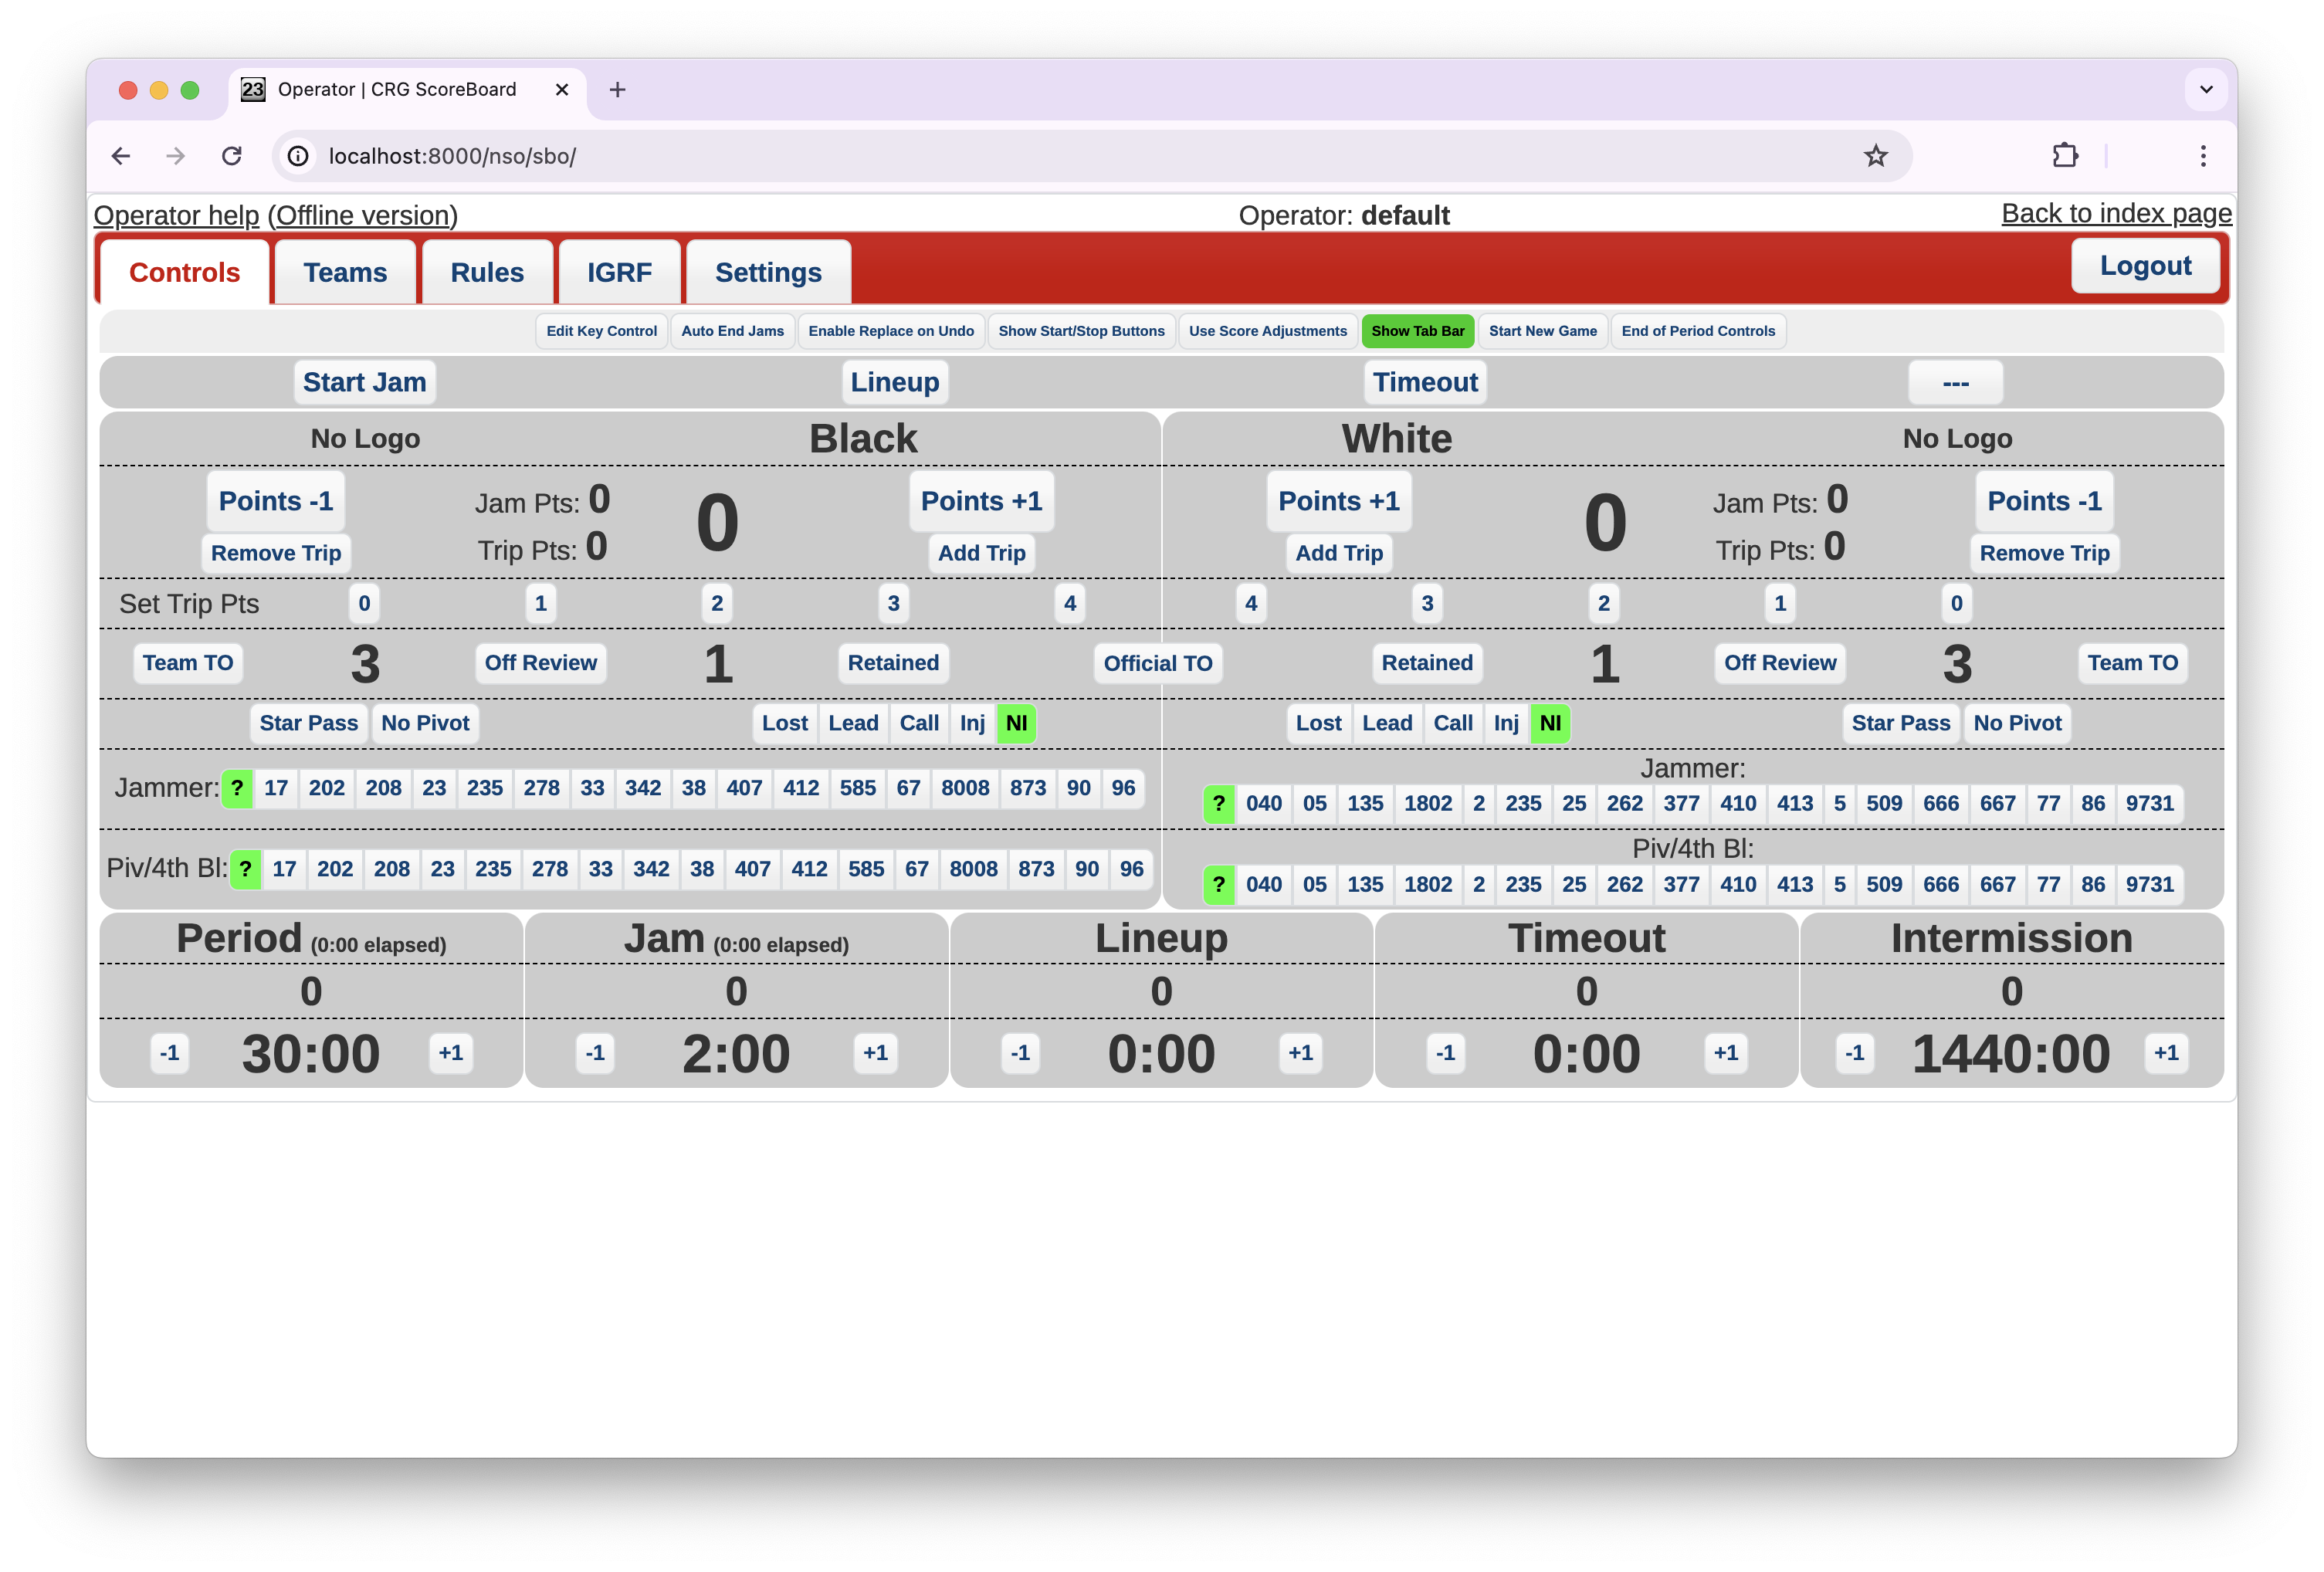 23 Operator | CRG ScoreBoard
localhost:8000/nso/sbo/
Operator help (Offline version) Operator: default Back to index page
Controls Teams Rules IGRF Settings Logout
Edit Key Control Auto End Jams Enable Replace on Undo Show Start/Stop Buttons Use Score Adjustments Show Tab Bar Start New Game End of Period Controls
Start Jam Lineup Timeout ---
No Logo Black White No Logo
Points -1 Jam Pts: 0 0 Points +1 Points +1 0 Jam Pts: 0 Points -1
Remove Trip Trip Pts: 0 Add Trip Add Trip Trip Pts: 0 Remove Trip
Set Trip Pts 0 1 2 3 4 4 3 2 1 0
Team TO 3 Off Review 1 Retained Official TO Retained 1 Off Review 3 Team TO
Star Pass No Pivot Lost Lead Call Inj NI Lost Lead Call Inj NI Star Pass No Pivot
Jammer: ? 17 202 208 23 235 278 33 342 38 407 412 585 67 8008 873 90 96
Jammer:
? 040 05 135 1802 2 235 25 262 377 410 413 5 509 666 667 77 86 9731
Piv/4th Bl: ? 17 202 208 23 235 278 33 342 38 407 412 585 67 8008 873 90 96
Piv/4th Bl:
? 040 05 135 1802 2 235 25 262 377 410 413 5 509 666 667 77 86 9731
Period (0:00 elapsed) Jam (0:00 elapsed) Lineup Timeout Intermission
0 0 0 0 0
-1 30:00 +1 -1 2:00 +1 -1 0:00 +1 -1 0:00 +1 -1 1440:00 +1